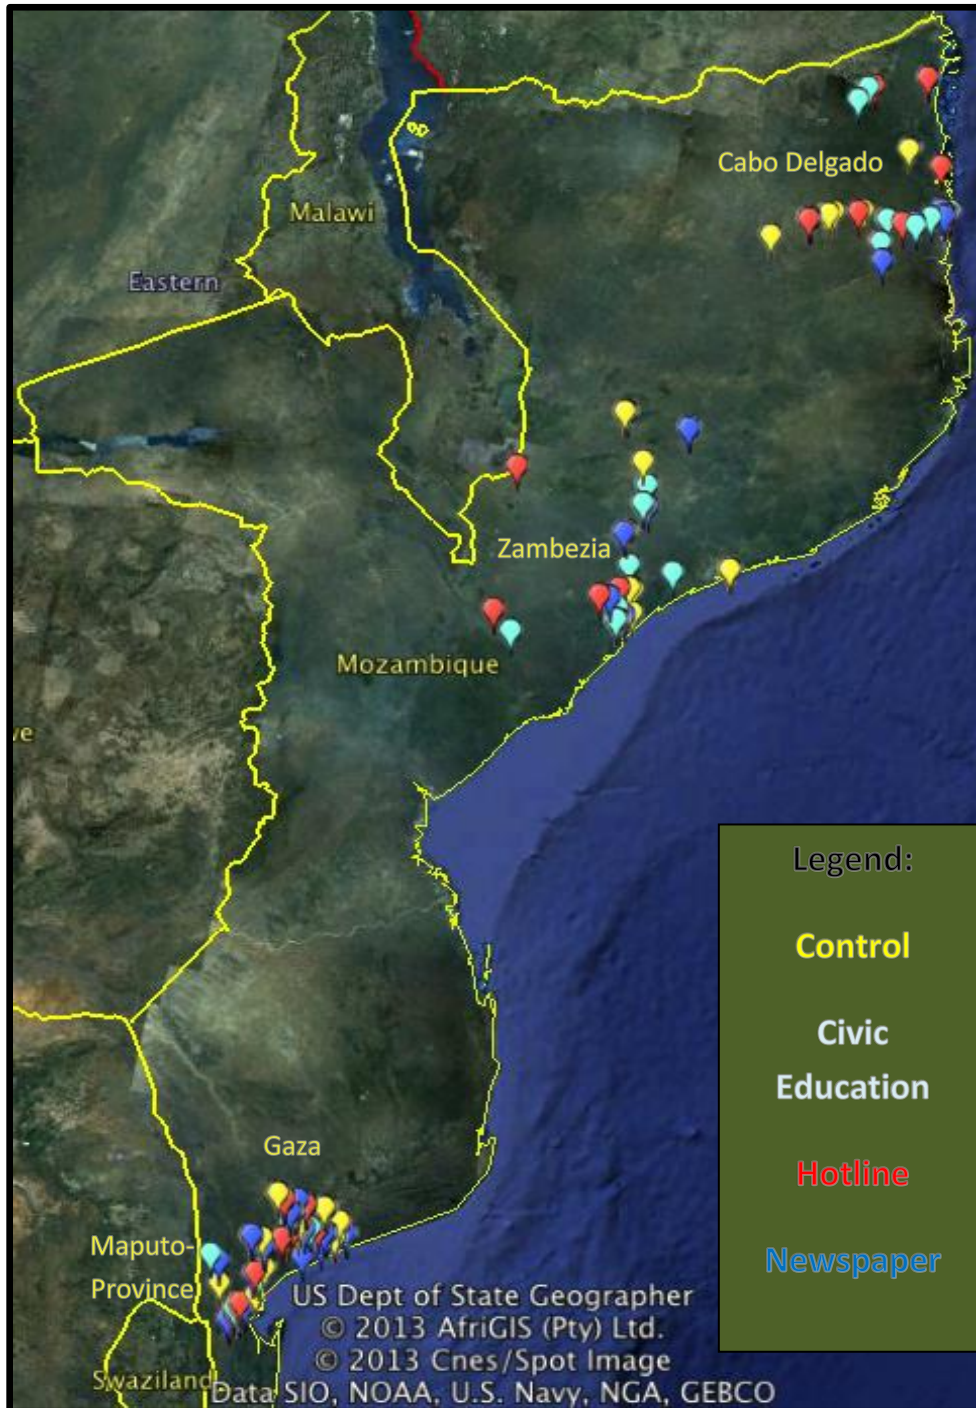 Cabo Delgado
Malawi
Eastern
Zambezia
Mozambique
ve
Legend:
Control
Civic
Education
Hotline
Newspaper
Gaza
Maputo-
Province
US Dept of State Geographer
© 2013 AfriGIS (Pty) Ltd.
© 2013 Cnes/Spot Image
Swaziland
Data SIO, NOAA, U.S. Navy, NGA, GEBCO